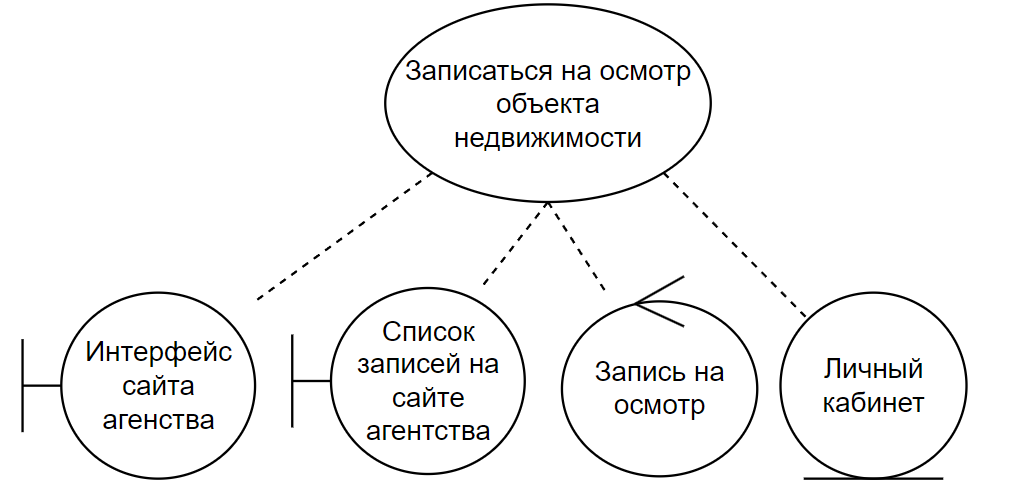 Записаться на осмотр
объекта
недвижимости
Интерфейс
сайта
агенства
Список
записей на
сайте
агентства
Запись на
осмотр
Личный
кабинет